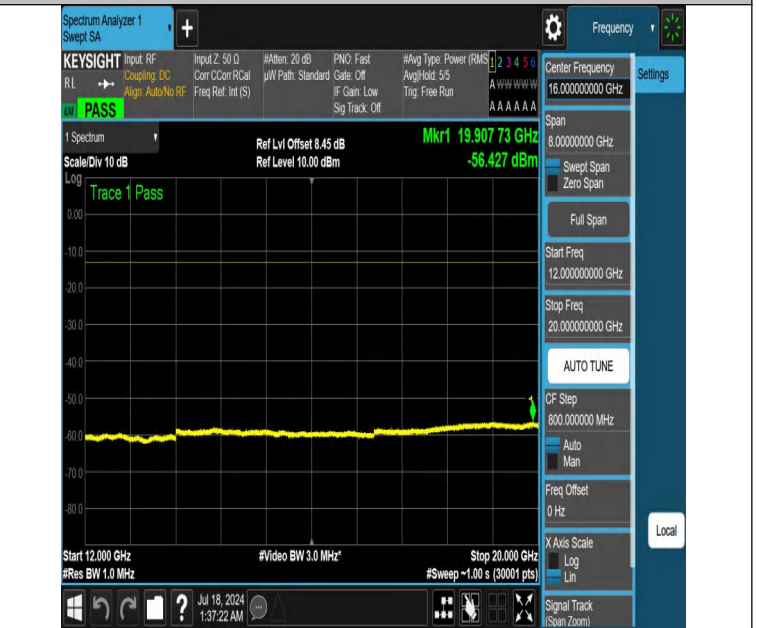 Spectrum Analyzer 1
Swept SA
+
Frequency
KEYSIGHT
RL
PASS
Input: RF
Coupling: DC
Align: Auto/No RF
Input Z: 50 Ω
Corr CCorr RCal
Freq Ref: Int (S)
#Atten: 20 dB
µW Path: Standard
PNO: Fast
Gate: Off
IF Gain: Low
Sig Track: Off
#Avg Type: Power (RMS
Avg|Hold: 5/5
Trig: Free Run
1 2 3 4 5 6
A W W W W W
A A A A A A
1 Spectrum
Scale/Div 10 dB
Ref Lvl Offset 8.45 dB
Ref Level 10.00 dBm
Mkr1 19.907 73 GHz
-56.427 dBm
Log
Trace 1 Pass
0.00
-10.0
-20.0
-30.0
-40.0
-50.0
-60.0
-70.0
-80.0
1
Start 12.000 GHz
#Res BW 1.0 MHz
#Video BW 3.0 MHz*
Stop 20.000 GHz
#Sweep ~1.00 s (30001 pts)
Jul 18, 2024
1:37:22 AM
?
Center Frequency
16.000000000 GHz
Settings
Span
8.00000000 GHz
Swept Span
Zero Span
Full Span
Start Freq
12.000000000 GHz
Stop Freq
20.000000000 GHz
AUTO TUNE
CF Step
800.000000 MHz
Auto
Man
Freq Offset
0 Hz
X Axis Scale
Log
Lin
Local
Signal Track
(Span Zoom)